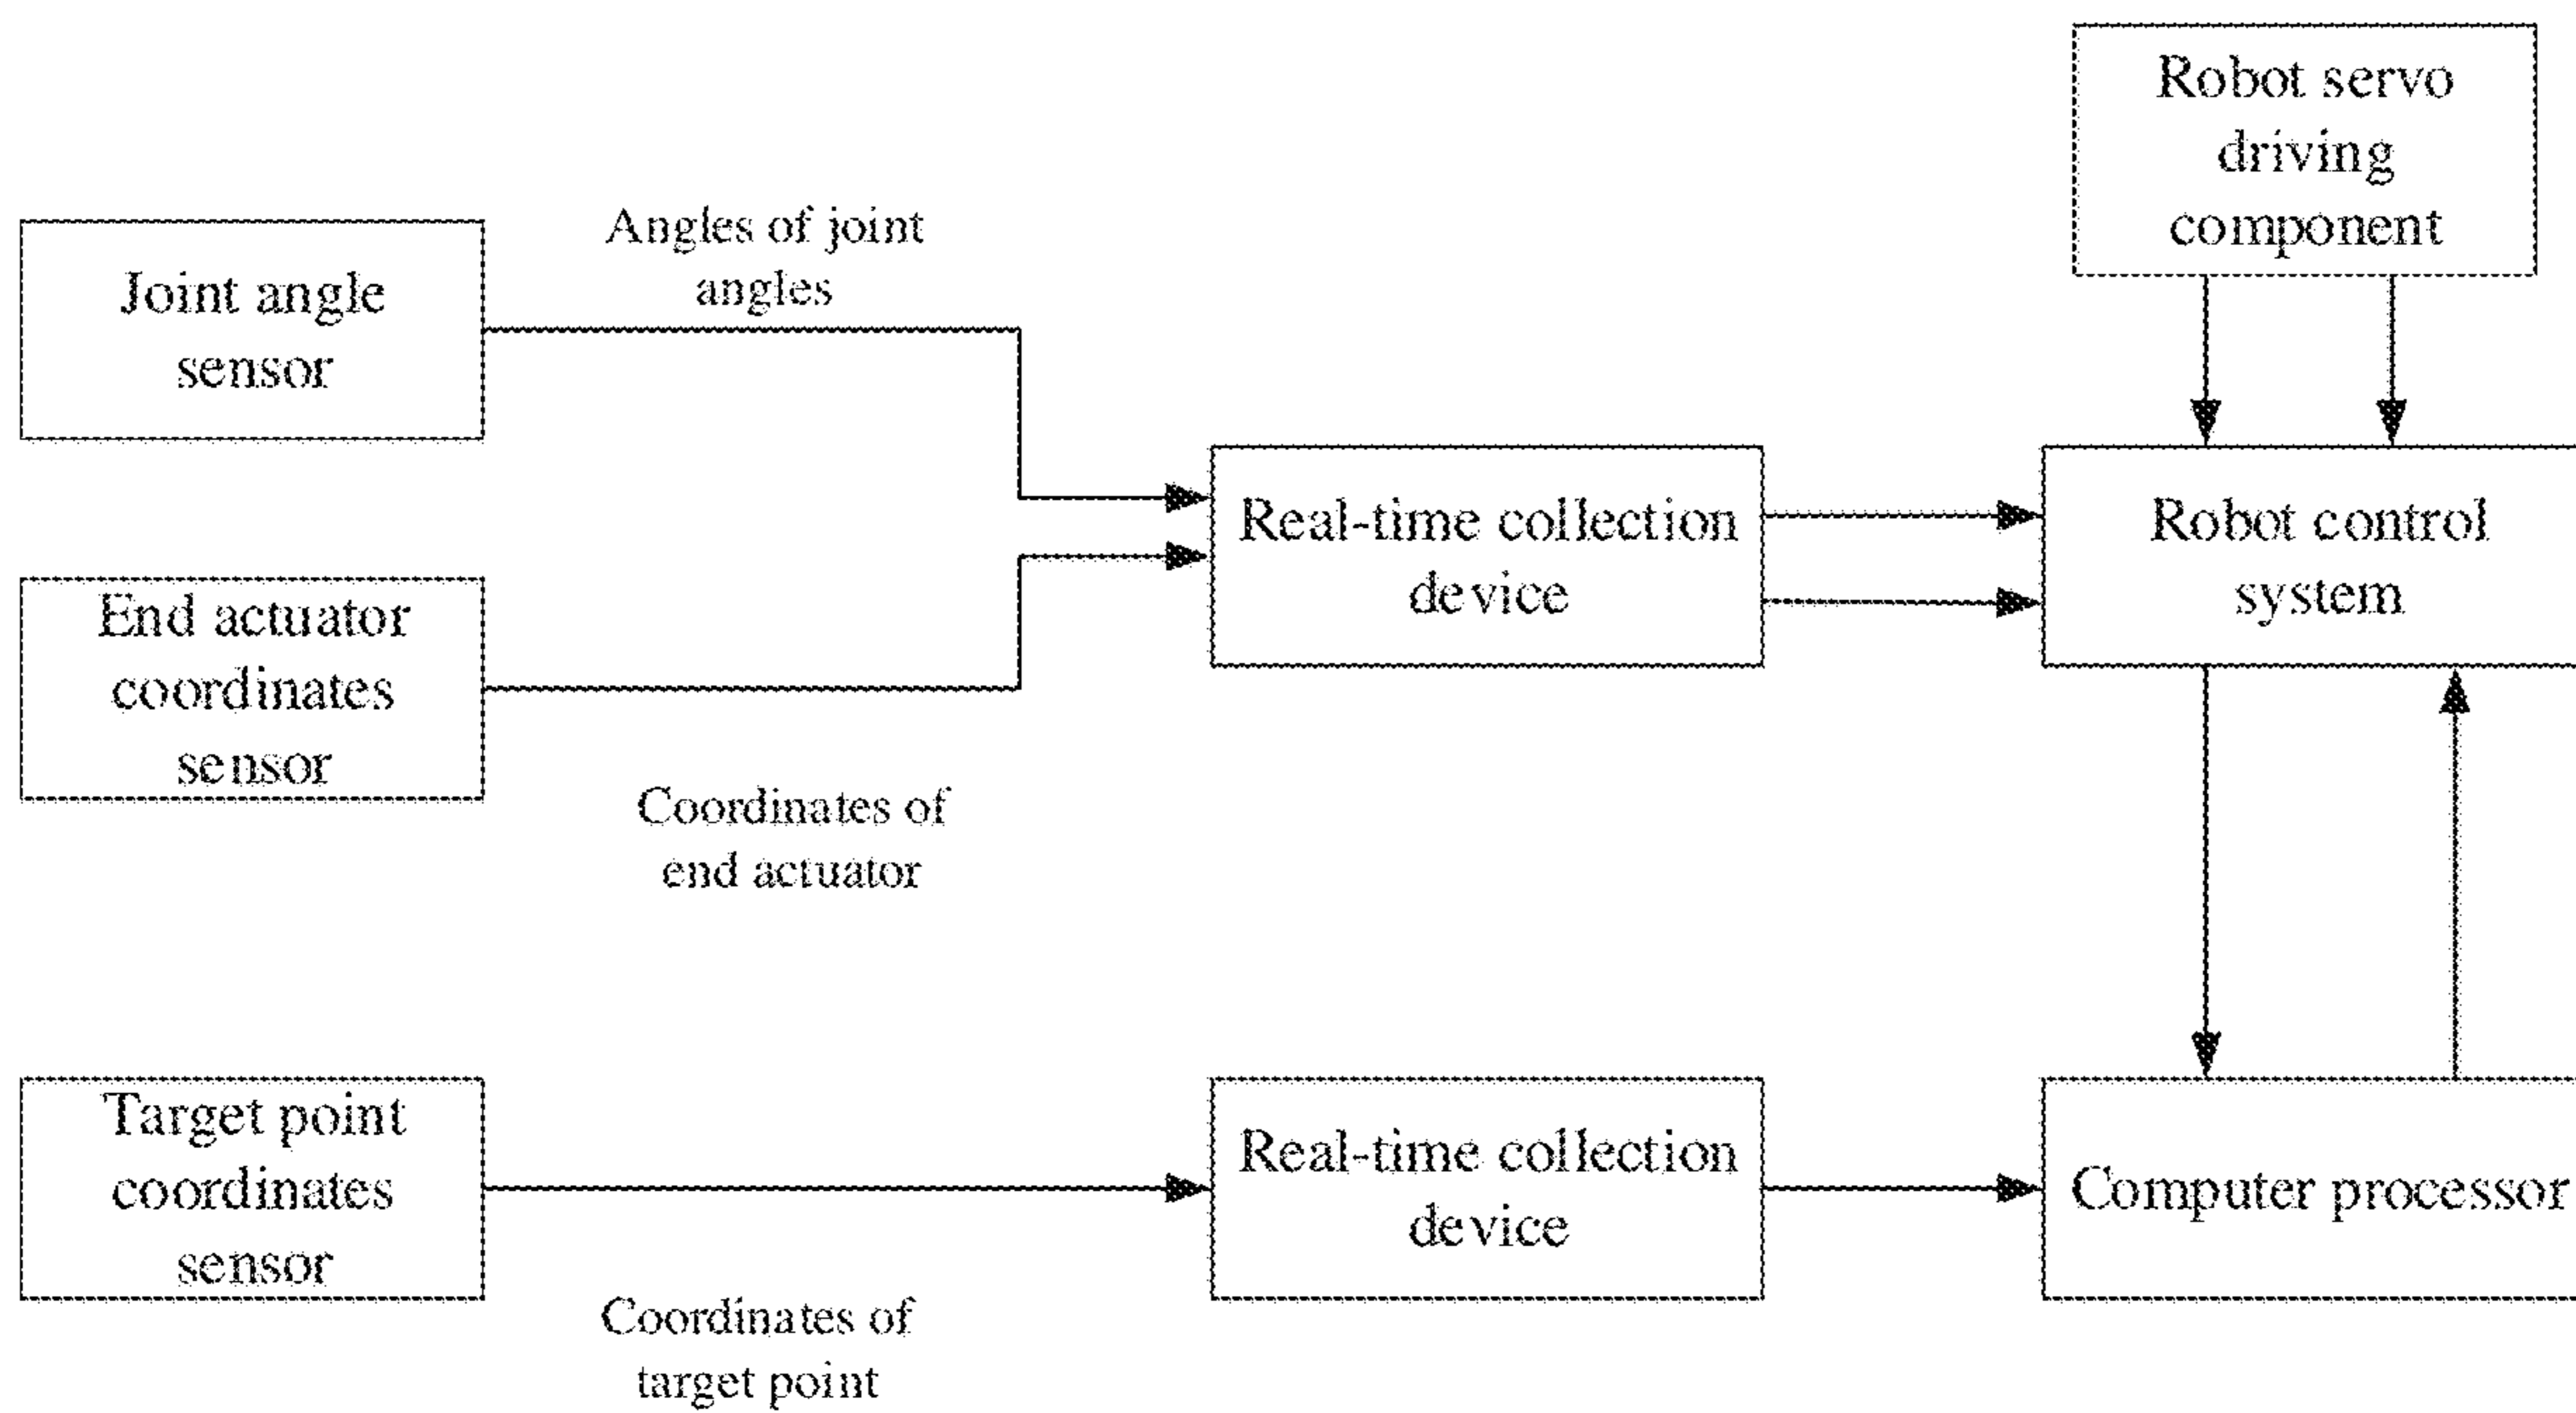 Robot servo
driving
component
Joint angle
sensor
Angles of joint
angles
Real-time collection
device
Robot control
system
End actuator
coordinates
sensor
Coordinates of
end actuator
Target point
coordinates
sensor
Coordinates of
target point
Real-time collection
device
Computer processor